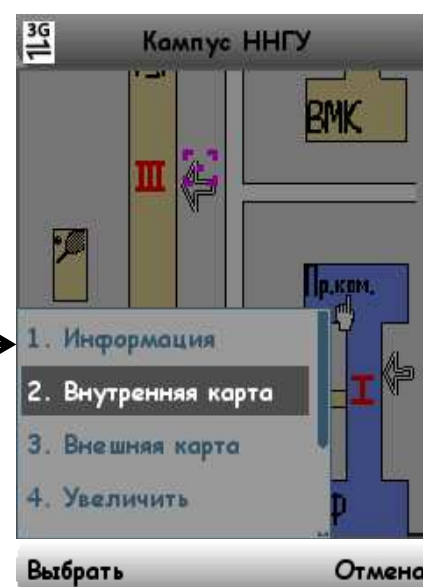 3G
Кампус ННГУ
ВМК
III
Пр.ком.
1. Информация
I
2. Внутренняя карта
3. Внешняя карта
4. Увеличить
Выбрать Отмена